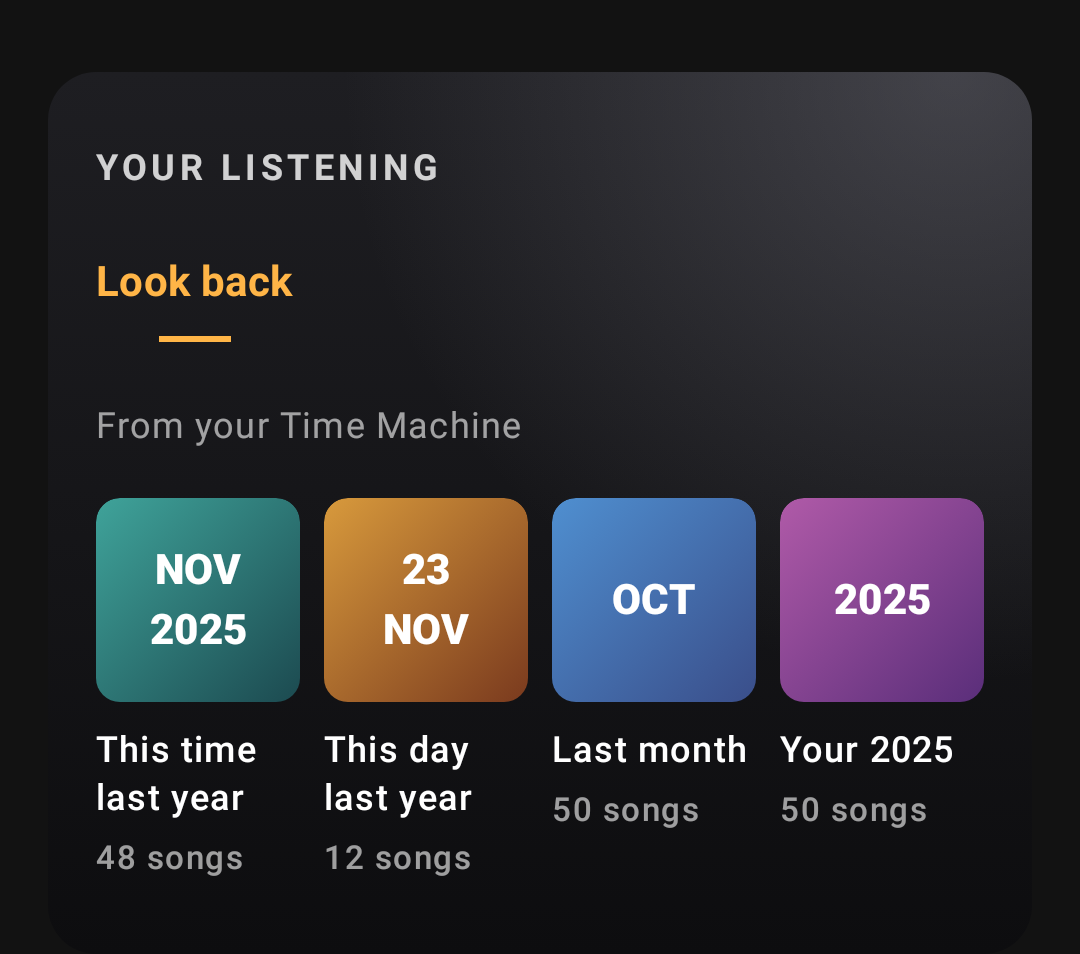 YOUR LISTENING
Look back
From your Time Machine
NOV
2025
23
NOV
OCT
2025
This time
last year
48 songs
This day
last year
12 songs
Last month
50 songs
Your 2025
50 songs